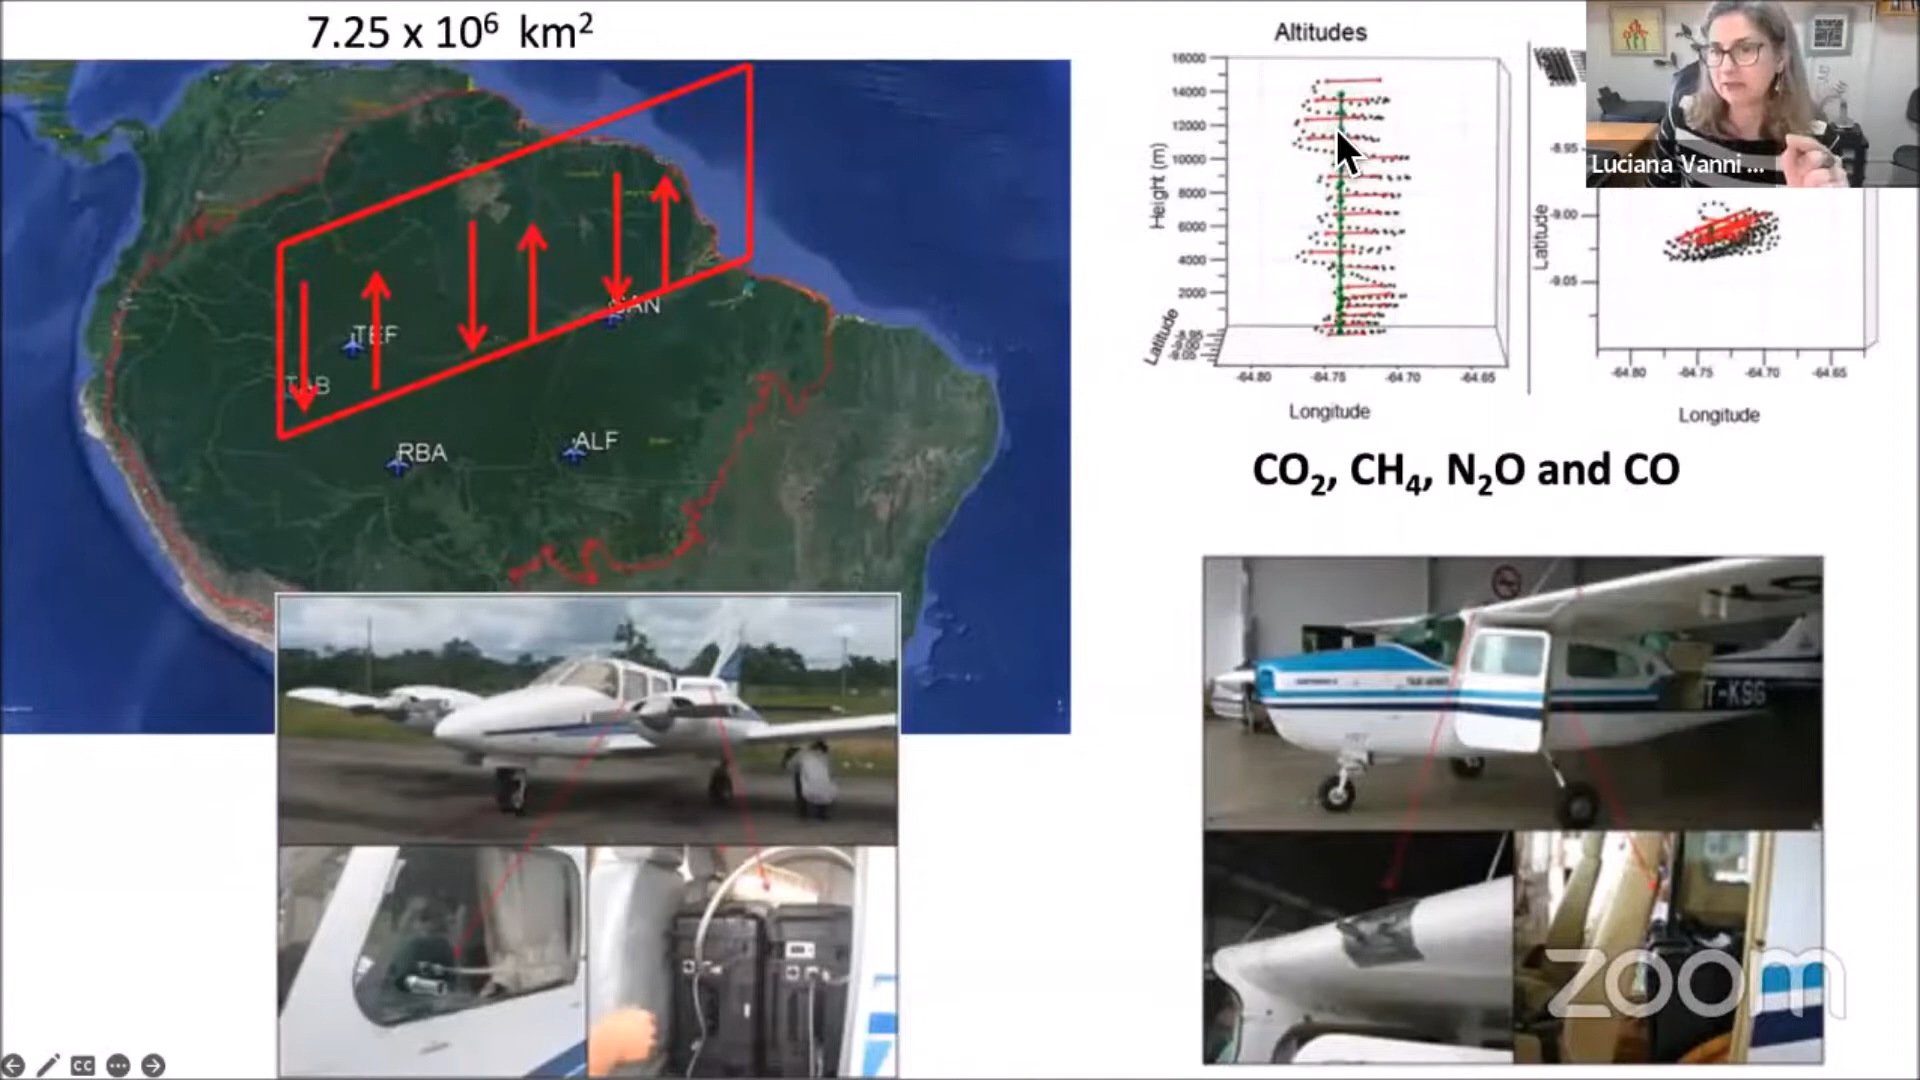 7.25 x 10⁶ km²
SAN
TEF
TAB
RBA
ALF
Altitudes
16000
14000
12000
10000
8000
6000
4000
2000
Height (m)
Latitude
-64.80 -64.75 -64.70 -64.65
Longitude
-8.95
-9.00
-9.05
Latitude
-64.80 -64.75 -64.70 -64.65
Longitude
Luciana Vanni ...
CO₂, CH₄, N₂O and CO
T-KSG
zoom
CC